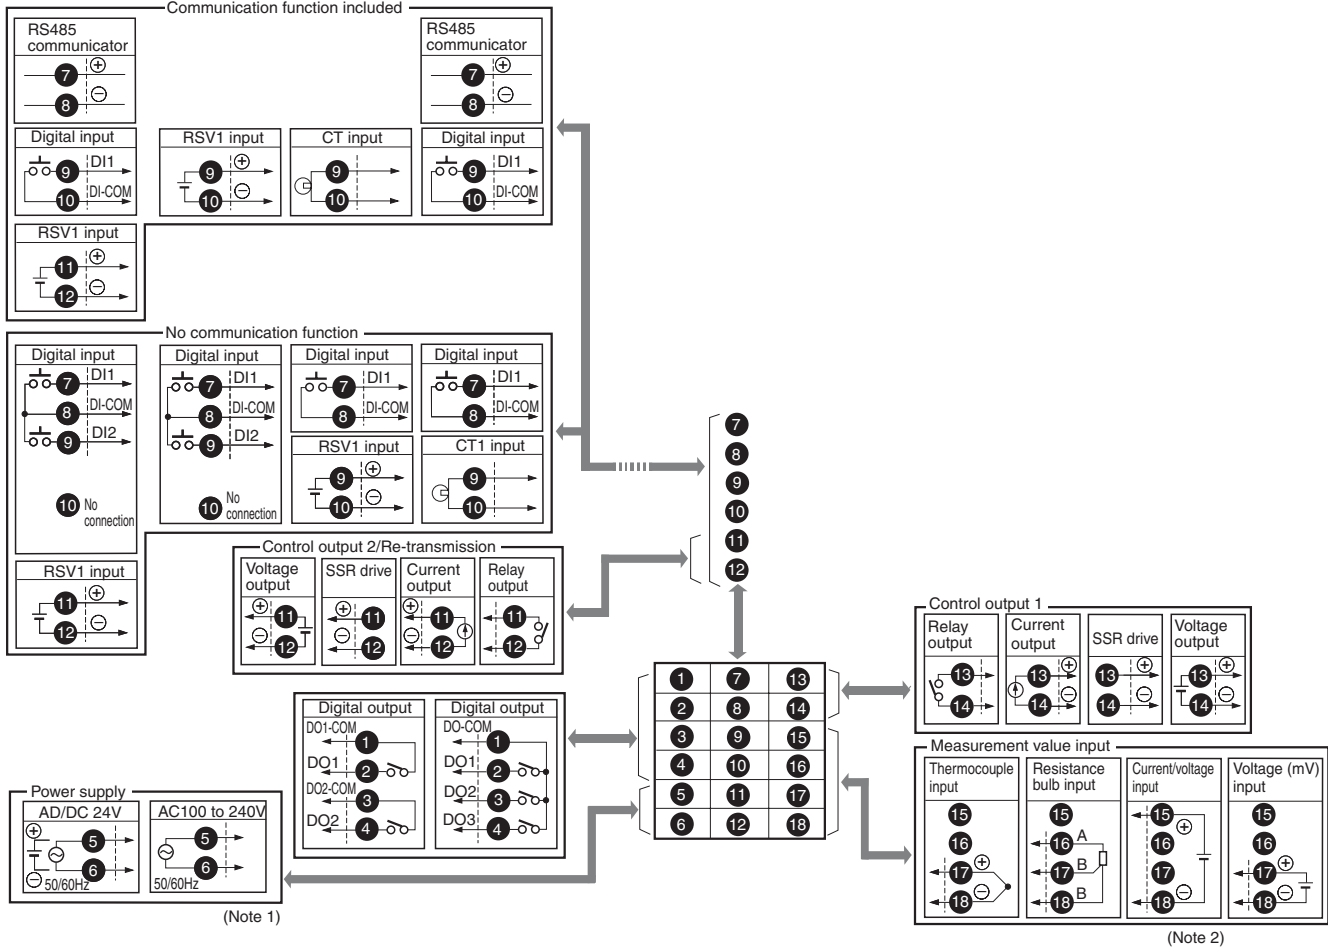 Communication function included
RS485
communicator
7 ⊕
8 ⊖
RS485
communicator
7 ⊕
8 ⊖
Digital input
9 DI1
10 DI-COM
RSV1 input
9 ⊕
10 ⊖
CT input
9
10
Digital input
9 DI1
10 DI-COM
RSV1 input
11 ⊕
12 ⊖
No communication function
Digital input
7 DI1
8 DI-COM
9 DI2
10 No
connection
Digital input
7 DI1
8 DI-COM
9 DI2
10 No
connection
Digital input
7 DI1
8 DI-COM
Digital input
7 DI1
8 DI-COM
RSV1 input
9 ⊕
10 ⊖
CT1 input
9
10
RSV1 input
11 ⊕
12 ⊖
7
8
9
10
11
12
Control output 2/Re-transmission
Voltage
output
⊕ 11
⊖ 12
SSR drive
⊕ 11
⊖ 12
Current
output
⊕ 11
⊖ 12
Relay
output
11
12
Control output 1
Relay
output
13
14
Current
output
13 ⊕
14 ⊖
SSR drive
13 ⊕
14 ⊖
Voltage
output
13 ⊕
14 ⊖
1 7 13
2 8 14
3 9 15
4 10 16
5 11 17
6 12 18
Digital output
DO1-COM 1
DO1 2
DO2-COM 3
DO2 4
Digital output
DO-COM 1
DO1 2
DO2 3
DO3 4
Power supply
AD/DC 24V
⊕ 5
6
⊖ 50/60Hz
AC100 to 240V
5
6
50/60Hz
(Note 1)
Measurement value input
Thermocouple
input
15
16
17 ⊕
18 ⊖
Resistance
bulb input
15
16 A
17 B
18 B
Current/voltage
input
15 ⊕
16
17
18 ⊖
Voltage (mV)
input
15
16
17 ⊕
18 ⊖
(Note 2)